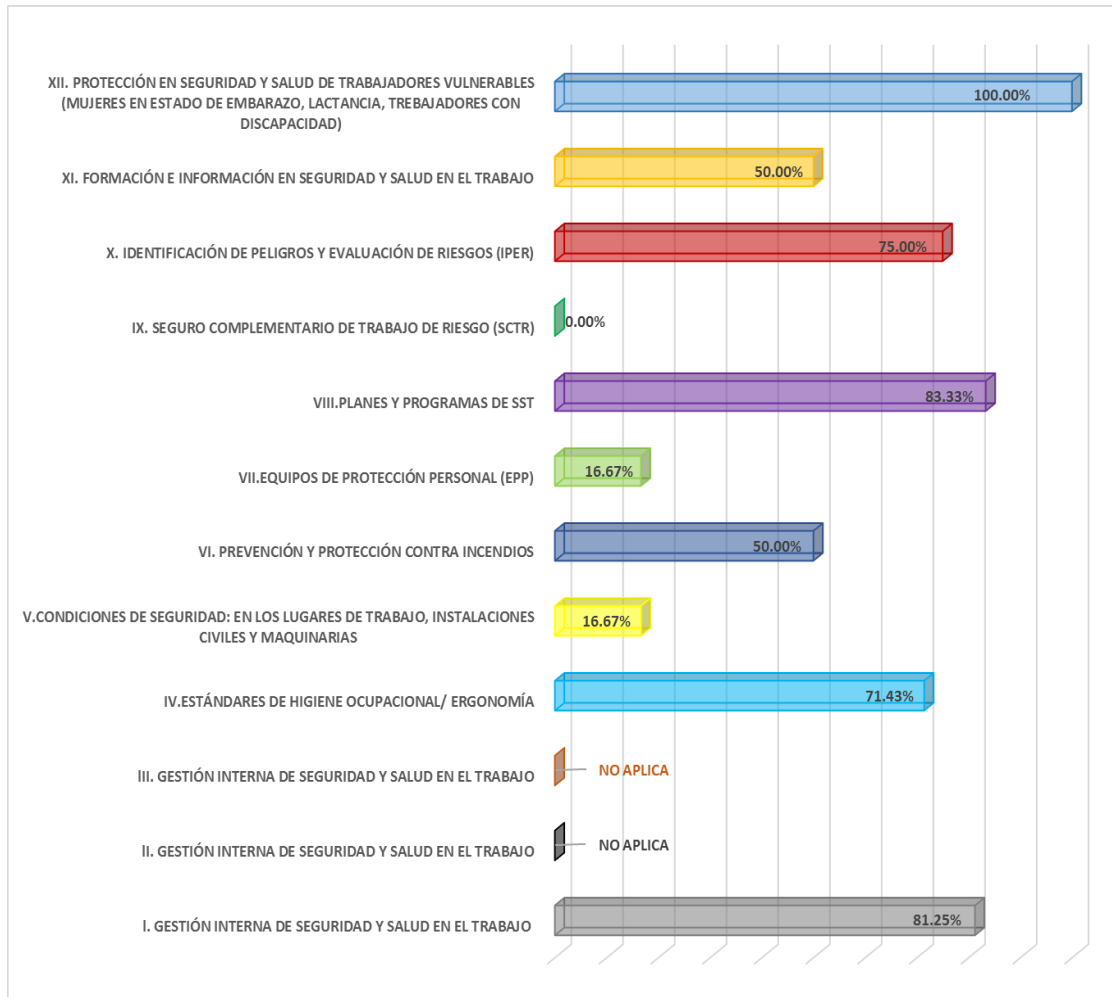 XII. PROTECCIÓN EN SEGURIDAD Y SALUD DE TRABAJADORES VULNERABLES
(MUJERES EN ESTADO DE EMBARAZO, LACTANCIA, TREBAJADORES CON
DISCAPACIDAD)
100.00%
XI. FORMACIÓN E INFORMACIÓN EN SEGURIDAD Y SALUD EN EL TRABAJO
50.00%
X. IDENTIFICACIÓN DE PELIGROS Y EVALUACIÓN DE RIESGOS (IPER)
75.00%
IX. SEGURO COMPLEMENTARIO DE TRABAJO DE RIESGO (SCTR)
0.00%
VIII.PLANES Y PROGRAMAS DE SST
83.33%
VII.EQUIPOS DE PROTECCIÓN PERSONAL (EPP)
16.67%
VI. PREVENCIÓN Y PROTECCIÓN CONTRA INCENDIOS
50.00%
V.CONDICIONES DE SEGURIDAD: EN LOS LUGARES DE TRABAJO, INSTALACIONES
CIVILES Y MAQUINARIAS
16.67%
IV.ESTÁNDARES DE HIGIENE OCUPACIONAL/ ERGONOMÍA
71.43%
III. GESTIÓN INTERNA DE SEGURIDAD Y SALUD EN EL TRABAJO
NO APLICA
II. GESTIÓN INTERNA DE SEGURIDAD Y SALUD EN EL TRABAJO
NO APLICA
I. GESTIÓN INTERNA DE SEGURIDAD Y SALUD EN EL TRABAJO
81.25%